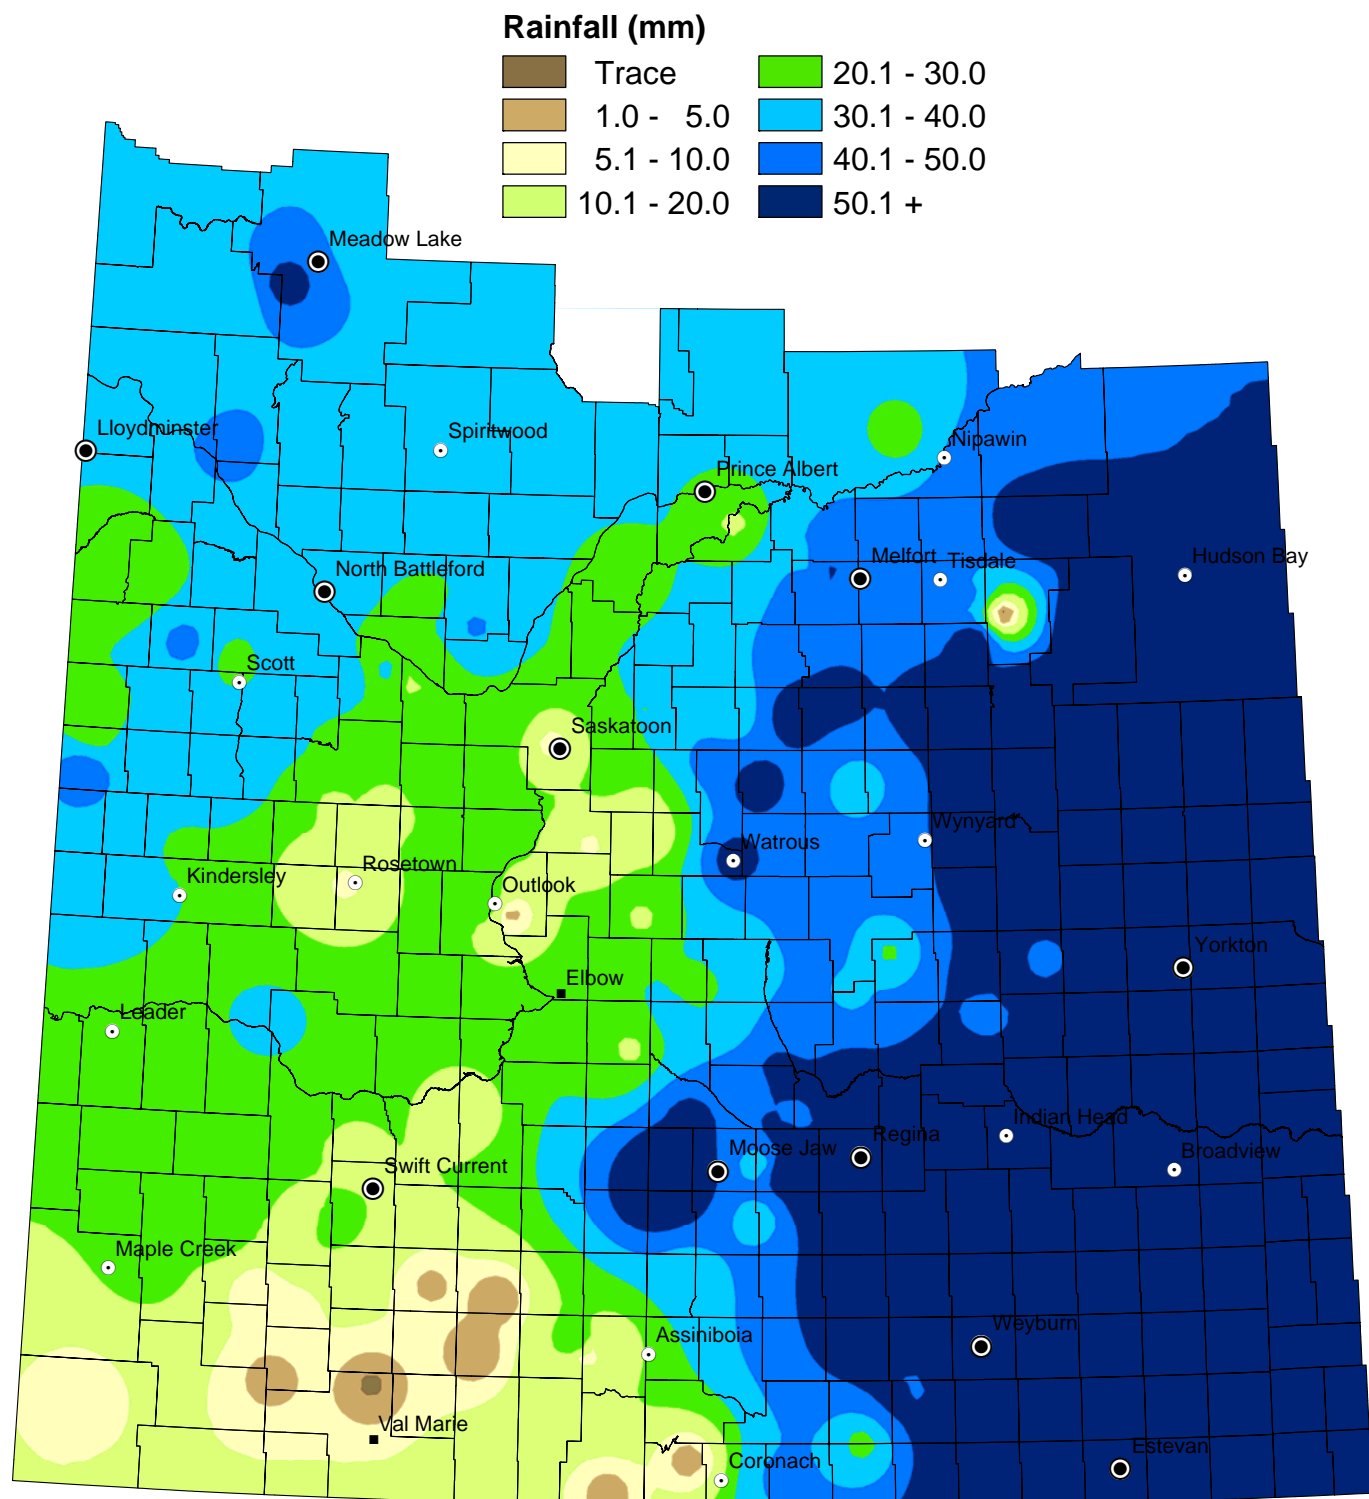 Rainfall (mm)
Trace
1.0 - 5.0
5.1 - 10.0
10.1 - 20.0
20.1 - 30.0
30.1 - 40.0
40.1 - 50.0
50.1 +
Meadow Lake
Lloydminster
Spiritwood
Nipawin
Prince Albert
North Battleford
Melfort
Tisdale
Hudson Bay
Scott
Saskatoon
Watrous
Wynyard
Kindersley
Rosetown
Outlook
Yorkton
Elbow
Leader
Indian Head
Regina
Moose Jaw
Broadview
Swift Current
Maple Creek
Assiniboia
Weyburn
Val Marie
Coronach
Estevan